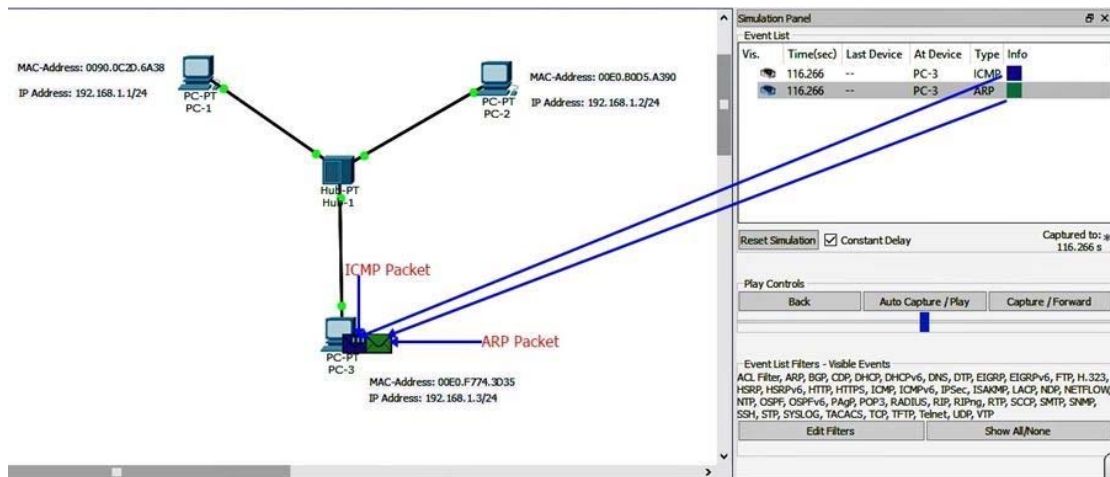 MAC-Address: 0090.0C2D.6A38
IP Address: 192.168.1.1/24
PC-PT
PC-1
MAC-Address: 00E0.B0D5.A390
IP Address: 192.168.1.2/24
PC-PT
PC-2
Hub-PT
Hub-1
ICMP Packet
ARP Packet
PC-PT
PC-3
MAC-Address: 00E0.F774.3D35
IP Address: 192.168.1.3/24
Simulation Panel
Event List
Vis. Time(sec) Last Device At Device Type Info
116.266 -- PC-3 ICMP
116.266 -- PC-3 ARP
Reset Simulation Constant Delay Captured to: *
116.266 s
Play Controls
Back Auto Capture / Play Capture / Forward
Event List Filters - Visible Events
ACL Filter, ARP, BGP, CDP, DHCP, DHCPv6, DNS, DTP, EIGRP, EIGRPv6, FTP, H.323,
HSRP, HSRPv6, HTTP, HTTPS, ICMP, ICMPv6, IPSec, ISAKMP, LACP, NDP, NETFLOW,
NTP, OSPF, OSPFv6, PAgP, POP3, RADIUS, RIP, RIPng, RTP, SCCP, SMTP, SNMP,
SSH, STP, SYSLOG, TACACS, TCP, TFTP, Telnet, UDP, VTP
Edit Filters Show All/None